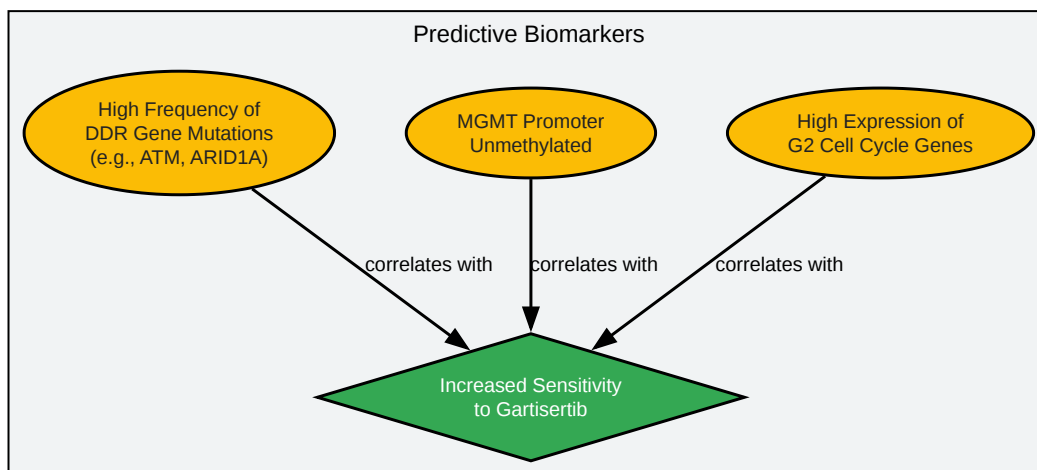 Predictive Biomarkers
High Frequency of
DDR Gene Mutations
(e.g., ATM, ARID1A)
MGMT Promoter
Unmethylated
High Expression of
G2 Cell Cycle Genes
correlates with
correlates with
correlates with
Increased Sensitivity
to Gartisertib